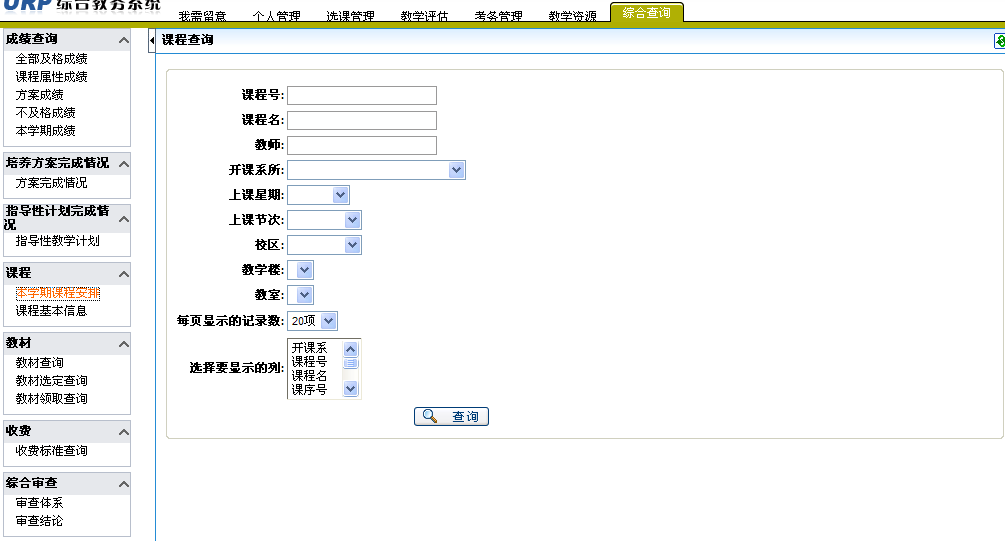 URP 综合教务系统
我需留意 个人管理 选课管理 教学评估 考务管理 教学资源 综合查询
成绩查询
全部及格成绩
课程属性成绩
方案成绩
不及格成绩
本学期成绩
培养方案完成情况
方案完成情况
指导性计划完成情
况
指导性教学计划
课程
本学期课程安排
课程基本信息
教材
教材查询
教材选定查询
教材领取查询
收费
收费标准查询
综合审查
审查体系
审查结论
课程查询
课程号:
课程名:
教师:
开课系所:
上课星期:
上课节次:
校区:
教学楼:
教室:
每页显示的记录数: 20项
选择要显示的列:
开课系
课程号
课程名
课序号
查询